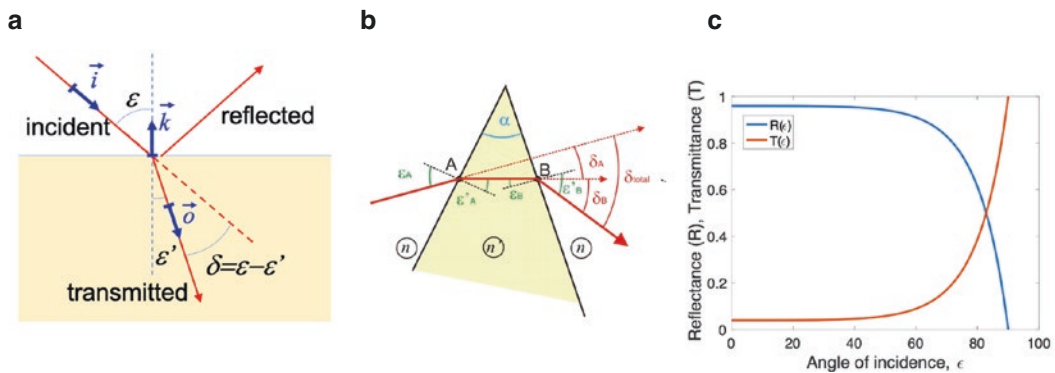 a
i
ε
incident
k
reflected
o
ε'
δ=ε−ε'
transmitted
b
α
A
B
εA
ε'A
εB
ε'B
δA
δB
δtotal
n
n'
n
c
Reflectance (R), Transmittance (T)
1
0.8
0.6
0.4
0.2
0
R(ϵ)
T(ϵ)
0 20 40 60 80 100
Angle of incidence, ϵ